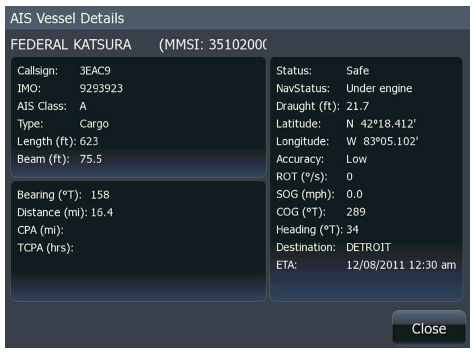 AIS Vessel Details
FEDERAL KATSURA (MMSI: 35102000
Callsign: 3EAC9
IMO: 9293923
AIS Class: A
Type: Cargo
Length (ft): 623
Beam (ft): 75.5
Bearing (°T): 158
Distance (mi): 16.4
CPA (mi):
TCPA (hrs):
Status: Safe
NavStatus: Under engine
Draught (ft): 21.7
Latitude: N 42°18.412'
Longitude: W 83°05.102'
Accuracy: Low
ROT (°/s): 0
SOG (mph): 0.0
COG (°T): 289
Heading (°T): 34
Destination: DETROIT
ETA: 12/08/2011 12:30 am
Close